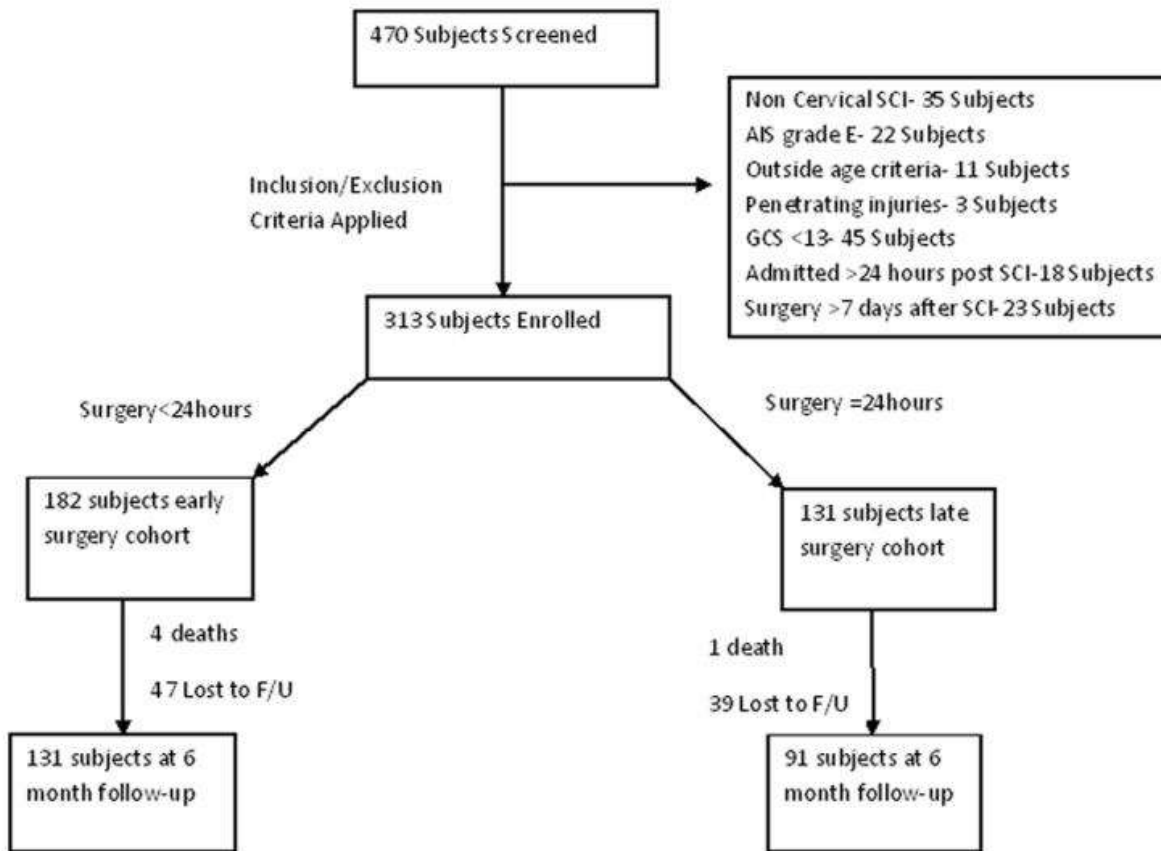 470 Subjects Screened
Non Cervical SCI- 35 Subjects
AIS grade E- 22 Subjects
Outside age criteria- 11 Subjects
Penetrating injuries- 3 Subjects
GCS <13- 45 Subjects
Admitted >24 hours post SCI-18 Subjects
Surgery >7 days after SCI- 23 Subjects
Inclusion/Exclusion
Criteria Applied
313 Subjects Enrolled
Surgery<24hours
Surgery =24hours
182 subjects early
surgery cohort
131 subjects late
surgery cohort
4 deaths
47 Lost to F/U
1 death
39 Lost to F/U
131 subjects at 6
month follow-up
91 subjects at 6
month follow-up